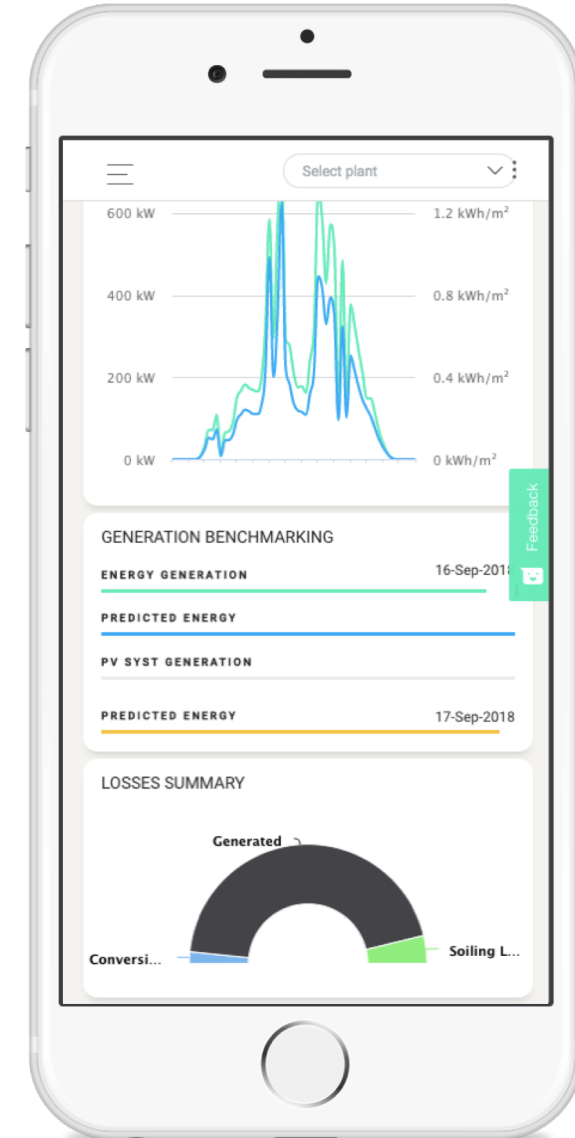 Select plant
600 kW 1.2 kWh/m²
400 kW 0.8 kWh/m²
200 kW 0.4 kWh/m²
0 kW 0 kWh/m²
Feedback
GENERATION BENCHMARKING
ENERGY GENERATION 16-Sep-201
PREDICTED ENERGY
PV SYST GENERATION
PREDICTED ENERGY 17-Sep-2018
LOSSES SUMMARY
Generated
Conversi... Soiling L...